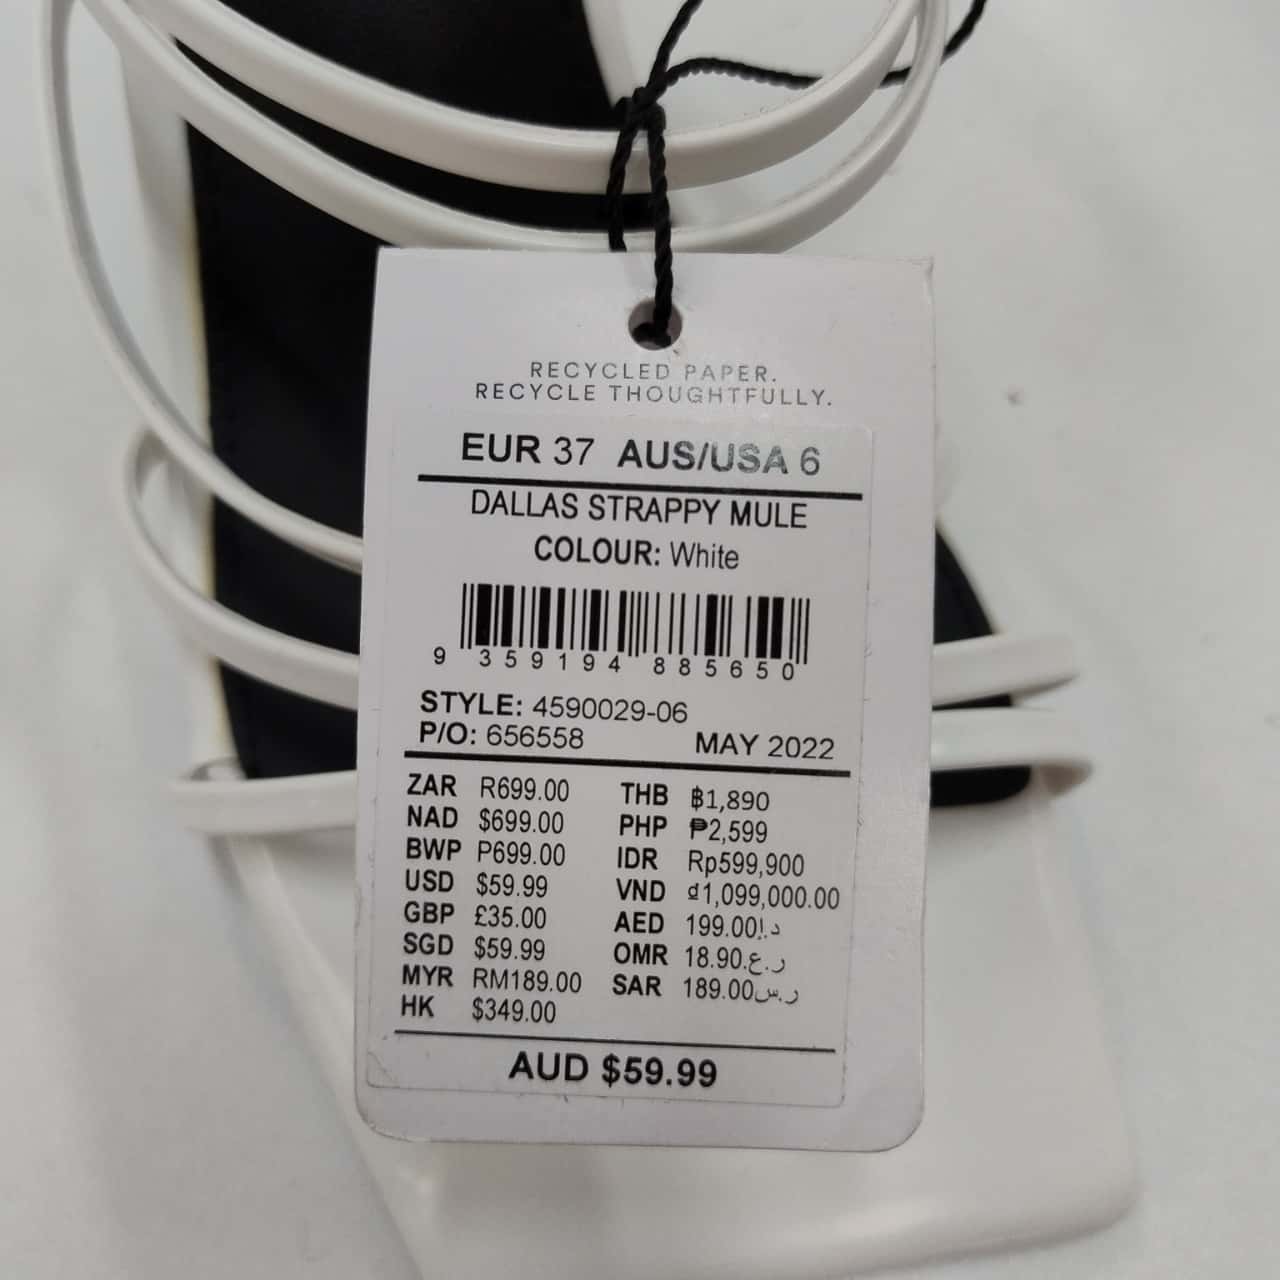 RECYCLED PAPER.
RECYCLE THOUGHTFULLY.
EUR 37 AUS/USA 6
DALLAS STRAPPY MULE
COLOUR: White
9 359194 885650
STYLE: 4590029-06
P/O: 656558 MAY 2022
ZAR R699.00 THB ฿1,890
NAD $699.00 PHP ₱2,599
BWP P699.00 IDR Rp599,900
USD $59.99 VND ₫1,099,000.00
GBP £35.00 AED 199.00د.إ
SGD $59.99 OMR 18.90ر.ع.
MYR RM189.00 SAR 189.00ر.س
HK $349.00
AUD $59.99